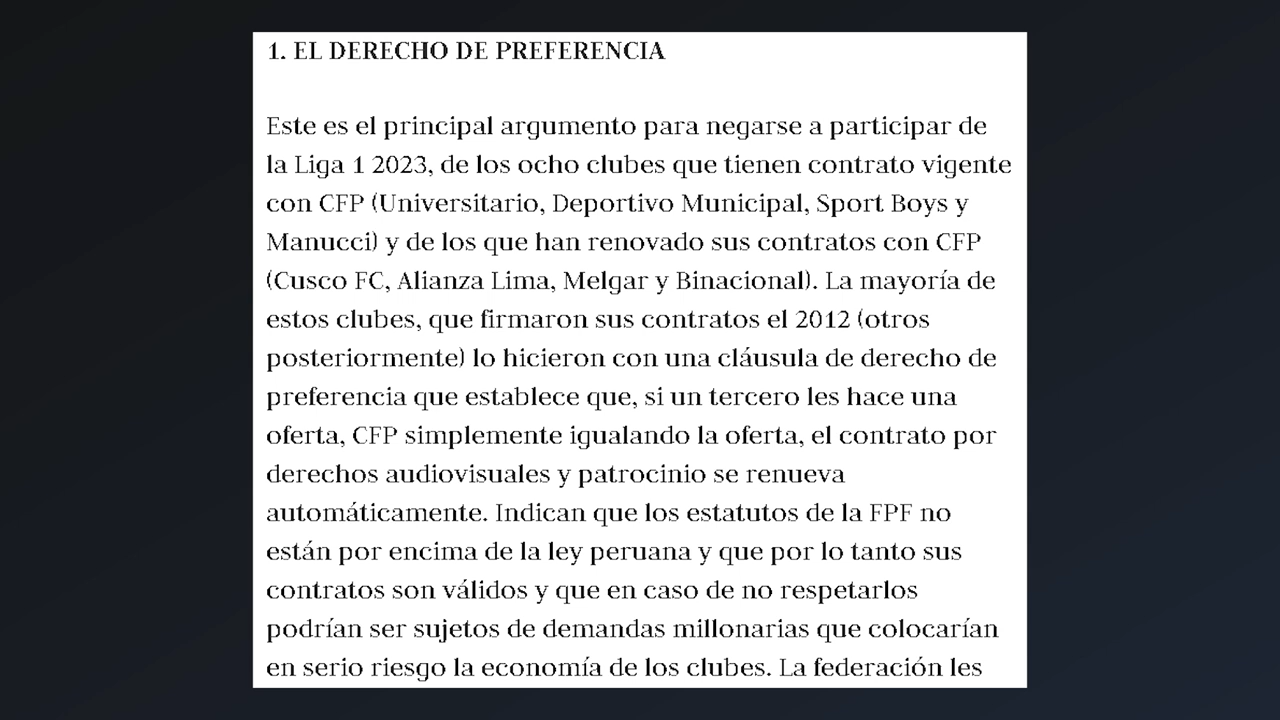 1. EL DERECHO DE PREFERENCIA
Este es el principal argumento para negarse a participar de
la Liga 1 2023, de los ocho clubes que tienen contrato vigente
con CFP (Universitario, Deportivo Municipal, Sport Boys y
Manucci) y de los que han renovado sus contratos con CFP
(Cusco FC, Alianza Lima, Melgar y Binacional). La mayoría de
estos clubes, que firmaron sus contratos el 2012 (otros
posteriormente) lo hicieron con una cláusula de derecho de
preferencia que establece que, si un tercero les hace una
oferta, CFP simplemente igualando la oferta, el contrato por
derechos audiovisuales y patrocinio se renueva
automáticamente. Indican que los estatutos de la FPF no
están por encima de la ley peruana y que por lo tanto sus
contratos son válidos y que en caso de no respetarlos
podrían ser sujetos de demandas millonarias que colocarían
en serio riesgo la economía de los clubes. La federación les